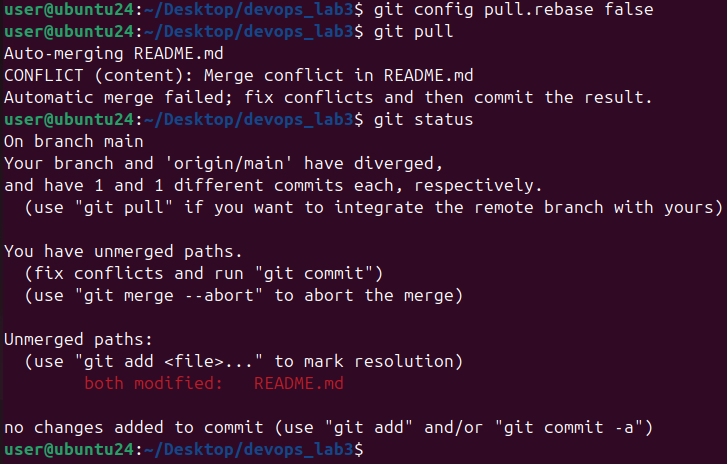 user@ubuntu24:~/Desktop/devops_lab3$ git config pull.rebase false
user@ubuntu24:~/Desktop/devops_lab3$ git pull
Auto-merging README.md
CONFLICT (content): Merge conflict in README.md
Automatic merge failed; fix conflicts and then commit the result.
user@ubuntu24:~/Desktop/devops_lab3$ git status
On branch main
Your branch and 'origin/main' have diverged,
and have 1 and 1 different commits each, respectively.
  (use "git pull" if you want to integrate the remote branch with yours)

You have unmerged paths.
  (fix conflicts and run "git commit")
  (use "git merge --abort" to abort the merge)

Unmerged paths:
  (use "git add <file>..." to mark resolution)
        both modified:   README.md

no changes added to commit (use "git add" and/or "git commit -a")
user@ubuntu24:~/Desktop/devops_lab3$